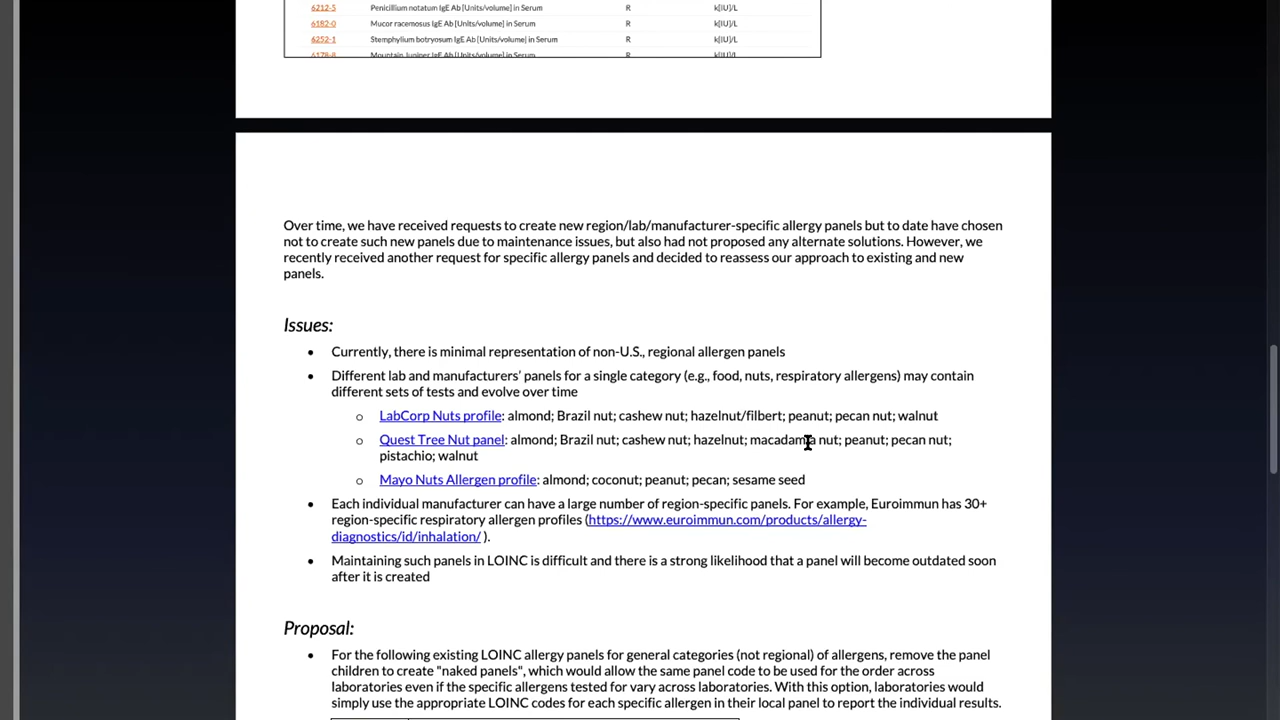 6212-5 Penicillium notatum IgE Ab [Units/volume] in Serum R k[IU]/L
6182-0 Mucor racemosus IgE Ab [Units/volume] in Serum R k[IU]/L
6252-1 Stemphylium botryosum IgE Ab [Units/volume] in Serum R k[IU]/L
6178-8 Mountain Juniper IgE Ab [Units/volume] in Serum R k[IU]/L
Over time, we have received requests to create new region/lab/manufacturer-specific allergy panels but to date have chosen
not to create such new panels due to maintenance issues, but also had not proposed any alternate solutions. However, we
recently received another request for specific allergy panels and decided to reassess our approach to existing and new
panels.
Issues:
• Currently, there is minimal representation of non-U.S., regional allergen panels
• Different lab and manufacturers' panels for a single category (e.g., food, nuts, respiratory allergens) may contain
different sets of tests and evolve over time
o LabCorp Nuts profile: almond; Brazil nut; cashew nut; hazelnut/filbert; peanut; pecan nut; walnut
o Quest Tree Nut panel: almond; Brazil nut; cashew nut; hazelnut; macadamia nut; peanut; pecan nut;
pistachio; walnut
o Mayo Nuts Allergen profile: almond; coconut; peanut; pecan; sesame seed
• Each individual manufacturer can have a large number of region-specific panels. For example, Euroimmun has 30+
region-specific respiratory allergen profiles (https://www.euroimmun.com/products/allergy-
diagnostics/id/inhalation/ ).
• Maintaining such panels in LOINC is difficult and there is a strong likelihood that a panel will become outdated soon
after it is created
Proposal:
• For the following existing LOINC allergy panels for general categories (not regional) of allergens, remove the panel
children to create "naked panels", which would allow the same panel code to be used for the order across
laboratories even if the specific allergens tested for vary across laboratories. With this option, laboratories would
simply use the appropriate LOINC codes for each specific allergen in their local panel to report the individual results.